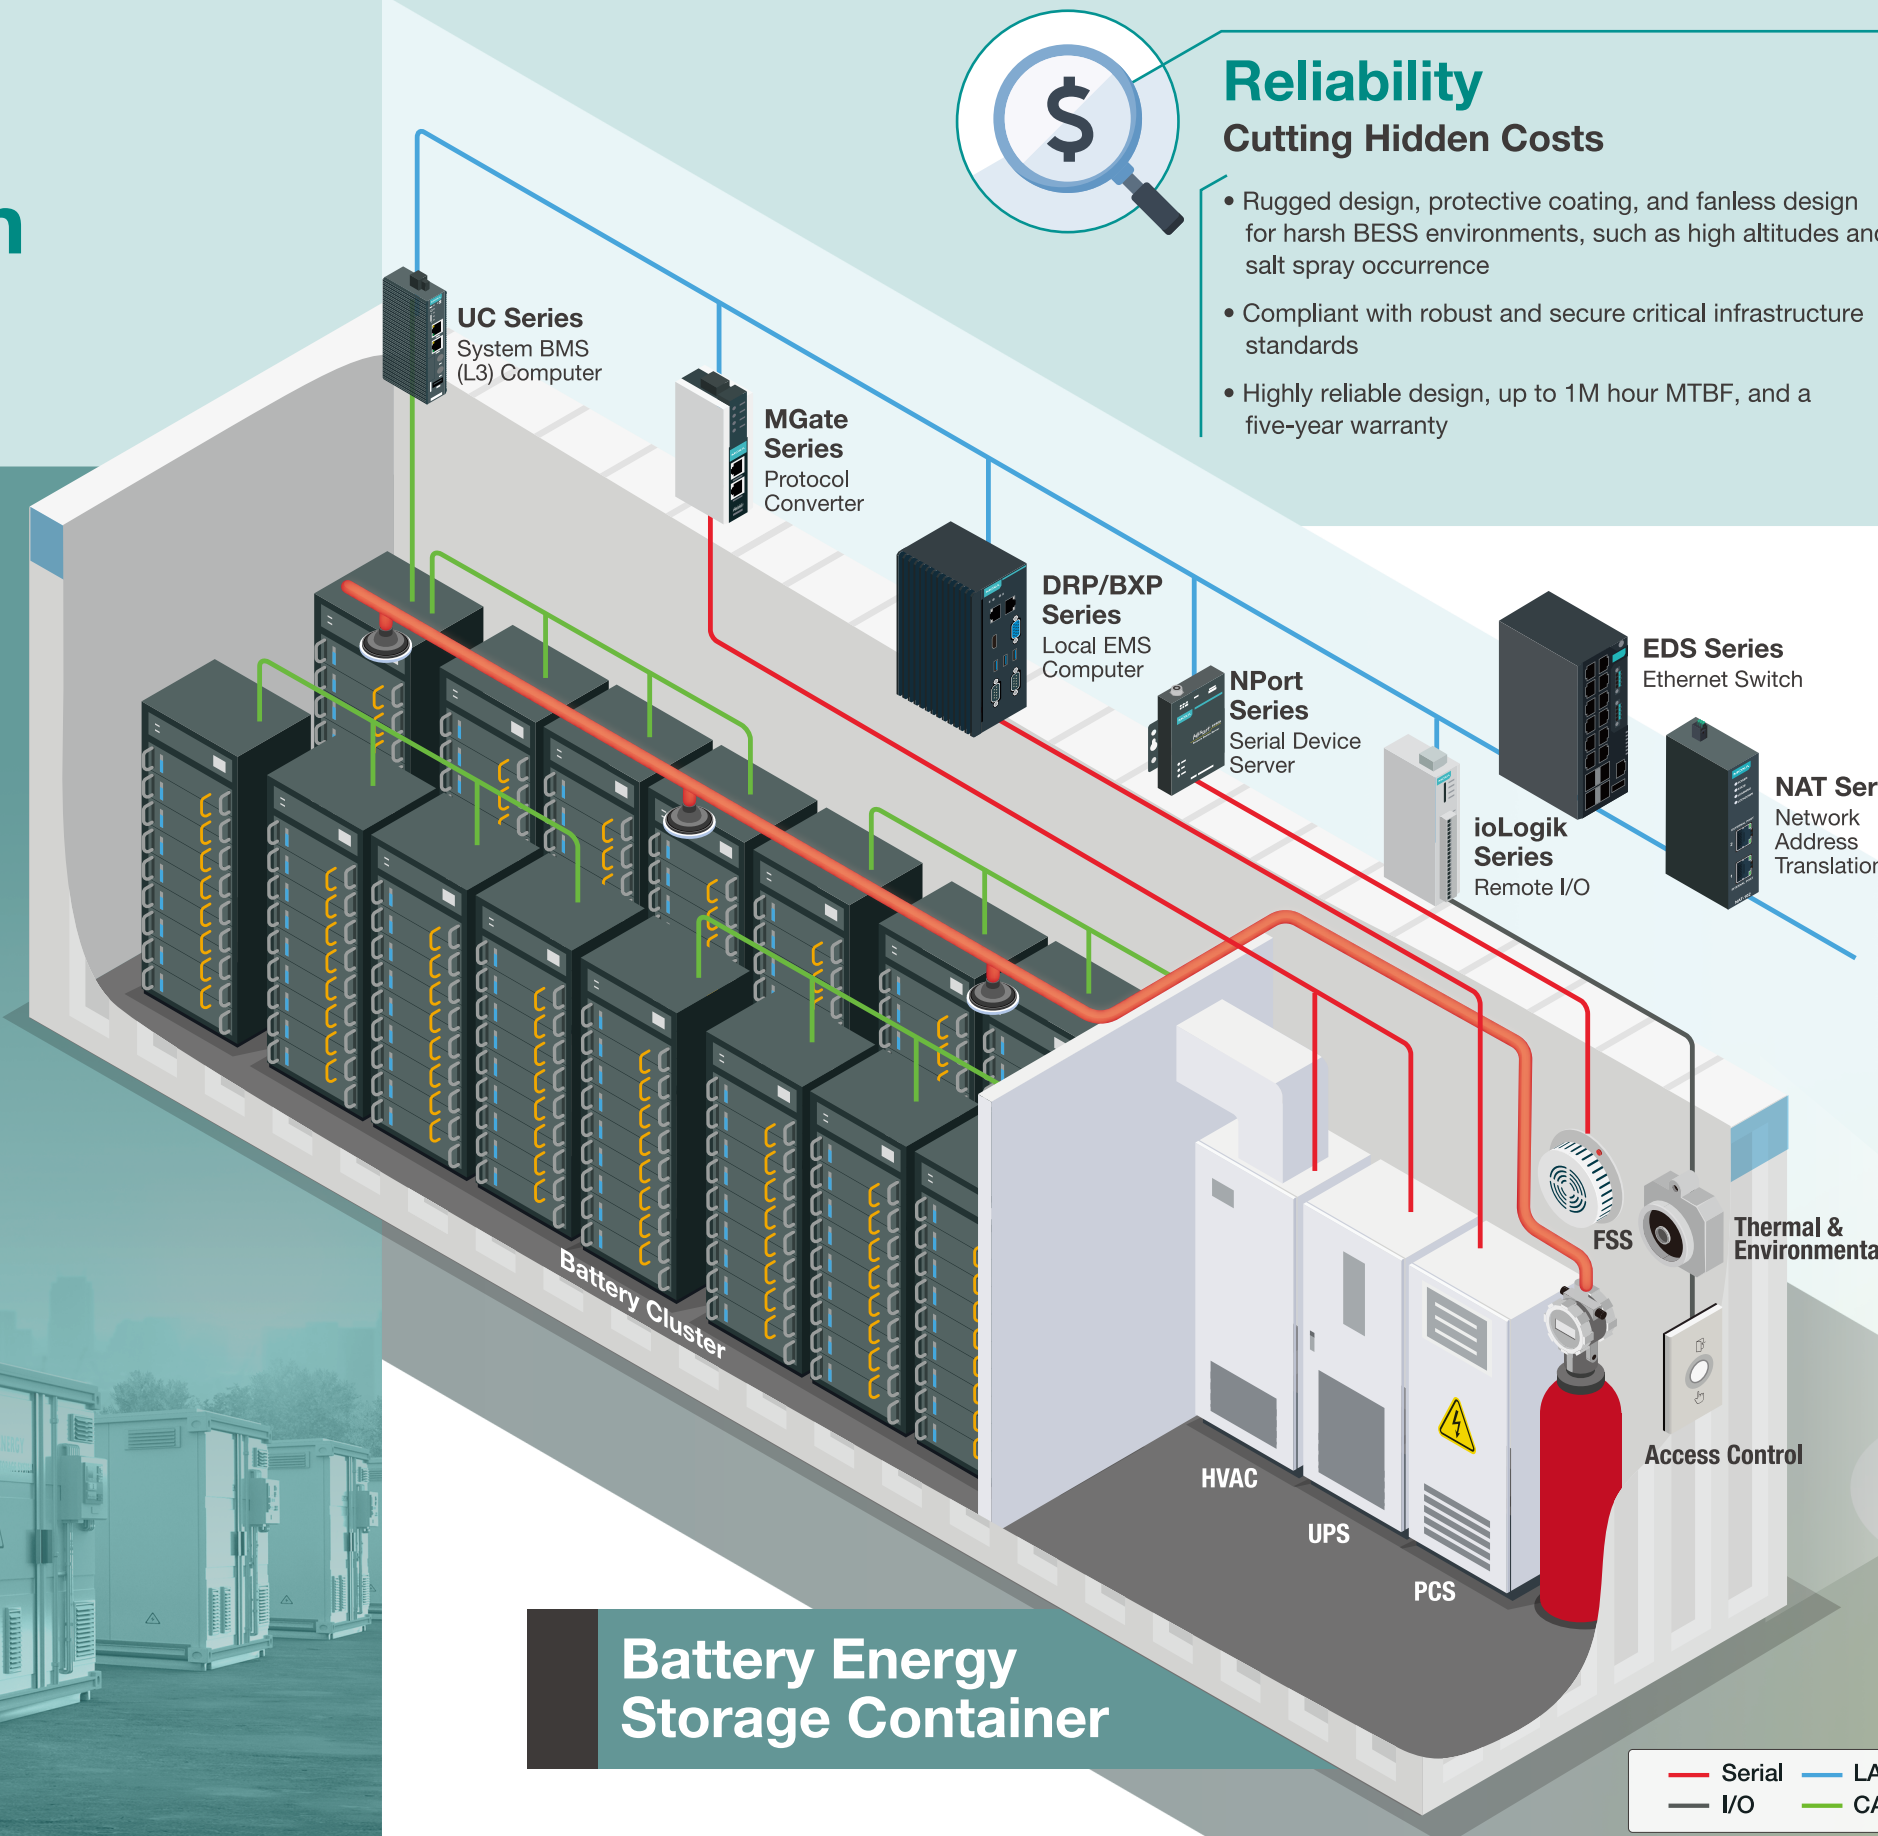 n
Reliability
Cutting Hidden Costs
• Rugged design, protective coating, and fanless design
for harsh BESS environments, such as high altitudes and
salt spray occurrence
• Compliant with robust and secure critical infrastructure
standards
• Highly reliable design, up to 1M hour MTBF, and a
five-year warranty
UC Series
System BMS
(L3) Computer
MGate
Series
Protocol
Converter
DRP/BXP
Series
Local EMS
Computer
NPort
Series
Serial Device
Server
EDS Series
Ethernet Switch
ioLogik
Series
Remote I/O
NAT Ser
Network
Address
Translation
Battery Cluster
FSS
Thermal &
Environmenta
Access Control
HVAC
UPS
PCS
Battery Energy
Storage Container
Serial
LA
I/O
CA